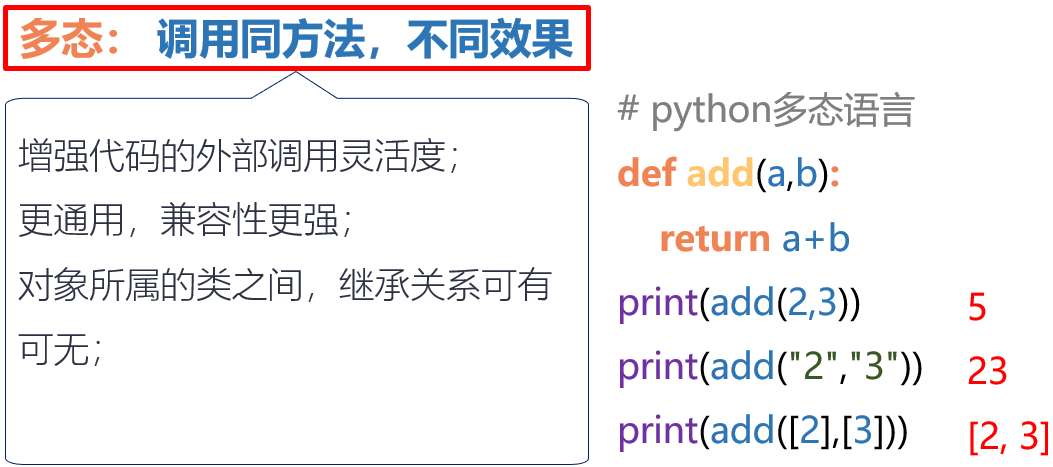 多态： 调用同方法，不同效果
增强代码的外部调用灵活度；
更通用，兼容性更强；
对象所属的类之间，继承关系可有
可无；
# python多态语言
def add(a,b):
return a+b
print(add(2,3)) 5
print(add("2","3")) 23
print(add([2],[3])) [2, 3]